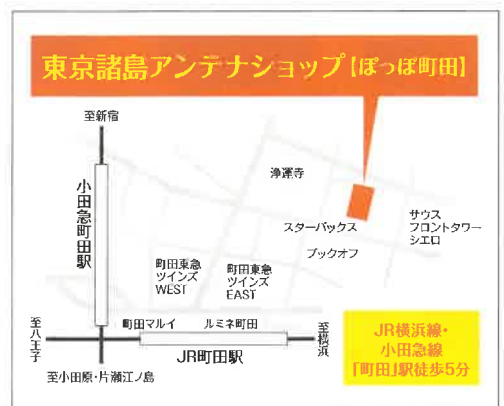 東京諸島アンテナショップ【ぽっぽ町田】
至新宿
小田急町田駅
浄運寺
スターバックス
ブックオフ
サウス
フロントタワー
シエロ
町田東急
ツインズ
WEST
町田東急
ツインズ
EAST
町田マルイ
ルミネ町田
至八王子
JR町田駅
至横浜
至小田原・片瀬江ノ島
JR横浜線・
小田急線
「町田」駅徒歩5分